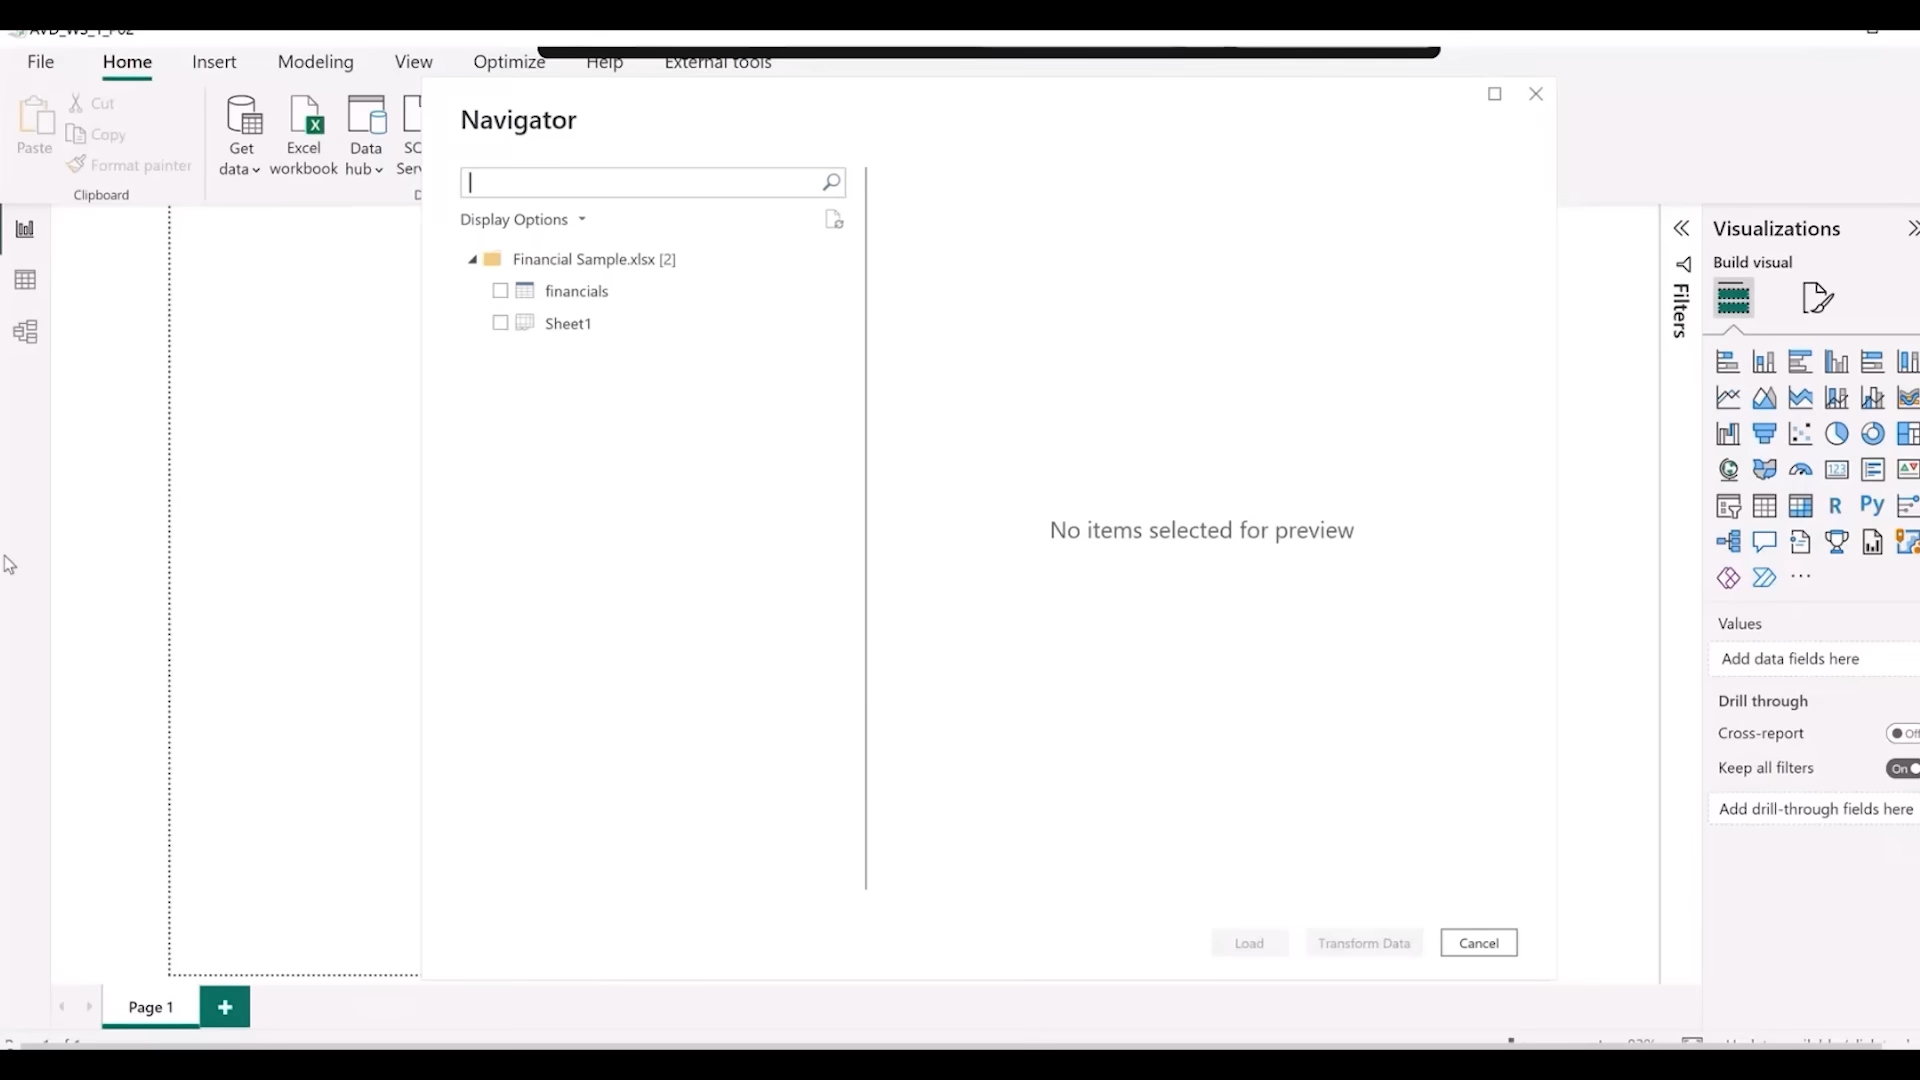 File
Home
Insert
Modeling
View
Optimize
Help
External tools
Paste
Cut
Copy
Format painter
Clipboard
Get
data
Excel
workbook
Data
hub
Navigator
Display Options
Financial Sample.xlsx [2]
financials
Sheet1
No items selected for preview
Load
Transform Data
Cancel
Filters
Visualizations
Build visual
123
R
Py
Values
Add data fields here
Drill through
Cross-report
Off
Keep all filters
On
Add drill-through fields here
Page 1